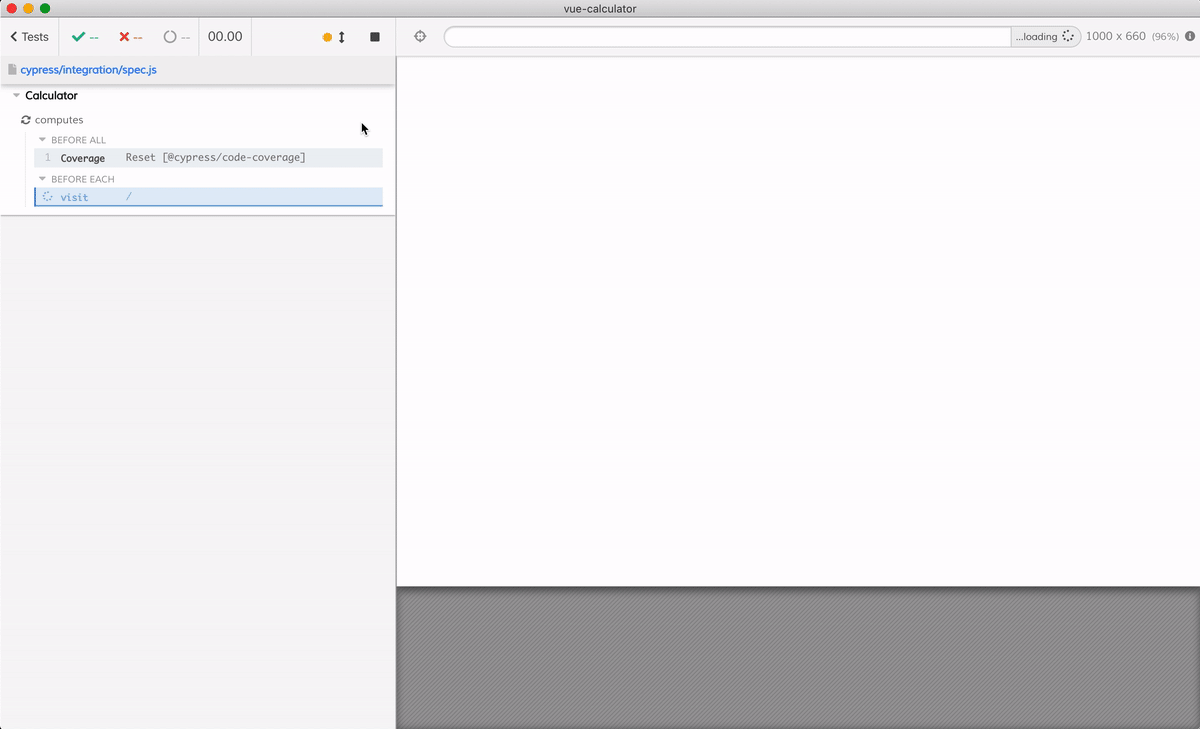 vue-calculator
Tests -- -- -- 00.00
...loading 1000 x 660 (96%)
cypress/integration/spec.js
Calculator
computes
BEFORE ALL
1 Coverage Reset [@cypress/code-coverage]
BEFORE EACH
visit /